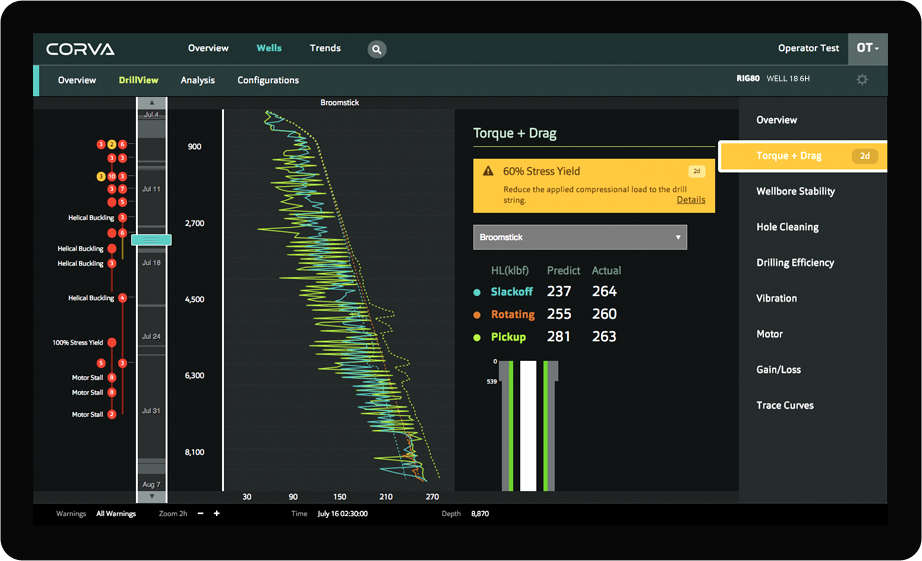 CORVA
Overview Wells Trends
Operator Test OT
Overview DrillView Analysis Configurations
RIG80 WELL 18 6H
Broomstick
Jul 4
Jul 11
Jul 18
Jul 24
Jul 31
Aug 7
3 2 6
3 3
10 3
3 7
5
Helical Buckling 3
6
Helical Buckling
Helical Buckling 3
Helical Buckling 4
100% Stress Yield
5 3
Motor Stall
Motor Stall
Motor Stall 2
900
2,700
4,500
6,300
8,100
30 90 150 210 270
Torque + Drag
60% Stress Yield 2d
Reduce the applied compressional load to the drill
string.
Details
Broomstick
HL(klbf) Predict Actual
Slackoff 237 264
Rotating 255 260
Pickup 281 263
0
539
Overview
Torque + Drag 2d
Wellbore Stability
Hole Cleaning
Drilling Efficiency
Vibration
Motor
Gain/Loss
Trace Curves
Warnings All Warnings Zoom 2h − + Time July 16 02:30:00 Depth 8,870